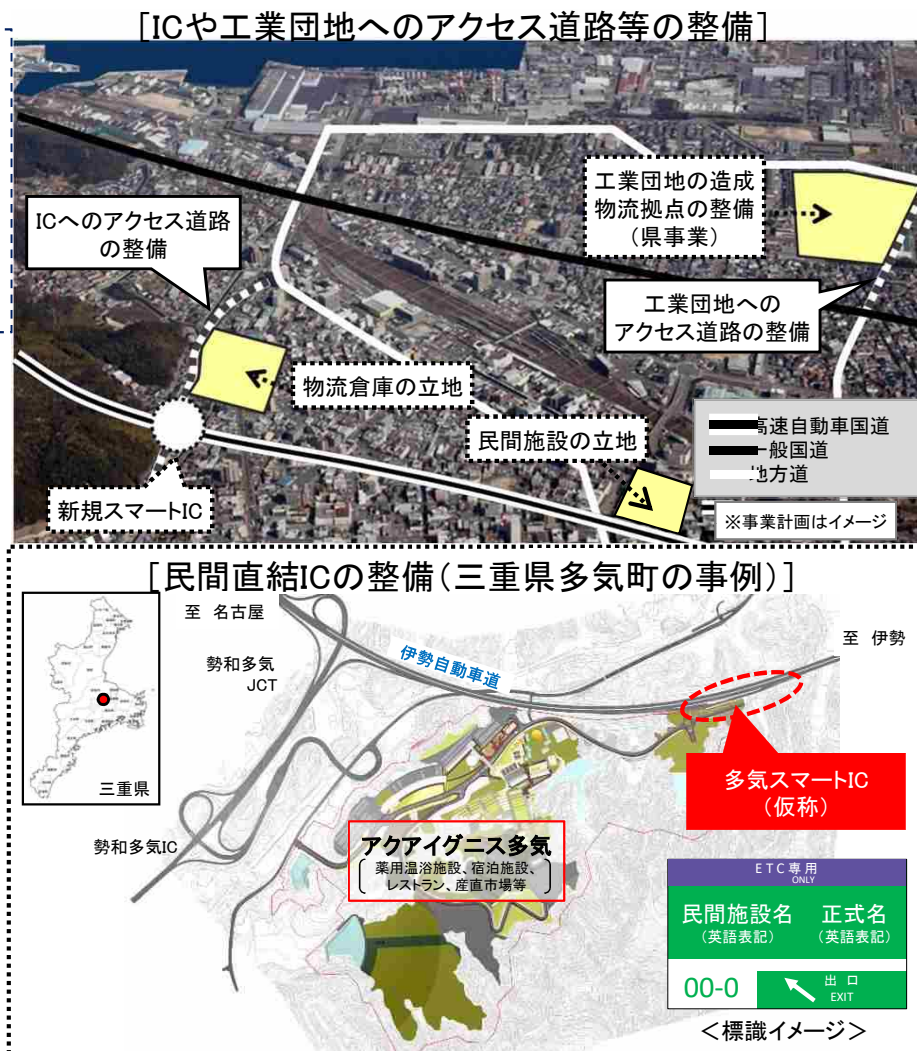 [ICや工業団地へのアクセス道路等の整備]
工業団地の造成
物流拠点の整備
(県事業)
ICへのアクセス道路
の整備
工業団地への
アクセス道路の整備
物流倉庫の立地
民間施設の立地
高速自動車国道
一般国道
地方道
新規スマートIC
※事業計画はイメージ
[民間直結ICの整備(三重県多気町の事例)]
至 名古屋
至 伊勢
伊勢自動車道
勢和多気
JCT
三重県
多気スマートIC
(仮称)
勢和多気IC
アクアイグニス多気
薬用温浴施設、宿泊施設、
レストラン、産直市場等
ETC専用
ONLY
民間施設名 正式名
(英語表記) (英語表記)
00-0 出口
EXIT
<標識イメージ>